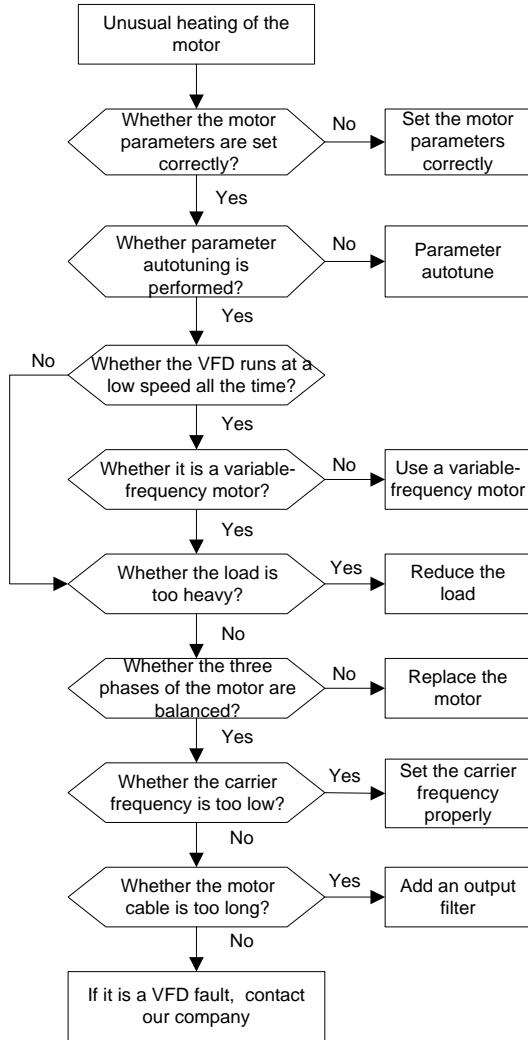 Unusual heating of the
motor
Whether the motor
parameters are set
correctly?
No
Set the motor
parameters
correctly
Yes
Whether parameter
autotuning is
performed?
No
Parameter
autotune
Yes
No
Whether the VFD runs at a
low speed all the time?
Yes
Whether it is a variable-
frequency motor?
No
Use a variable-
frequency motor
Yes
Whether the load is
too heavy?
Yes
Reduce the
load
No
Whether the three
phases of the motor are
balanced?
No
Replace the
motor
Yes
Whether the carrier
frequency is too low?
Yes
Set the carrier
frequency
properly
No
Whether the motor
cable is too long?
Yes
Add an output
filter
No
If it is a VFD fault, contact
our company